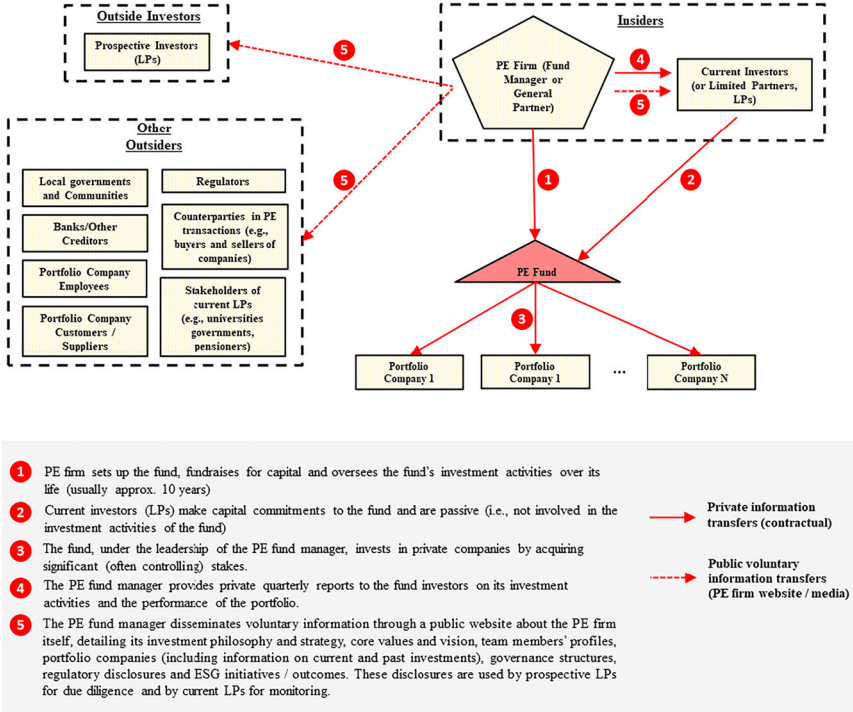 Outside Investors
Prospective Investors
(LPs)
5
Insiders
PE Firm (Fund
Manager or
General
Partner)
4
5
Current Investors
(or Limited Partners,
LPs)
Other
Outsiders
Local governments
and Communities
Regulators
Banks/Other
Creditors
Counterparties in PE
transactions (e.g.,
buyers and sellers of
companies)
Portfolio Company
Employees
Stakeholders of
current LPs
(e.g., universities
governments,
pensioners)
Portfolio Company
Customers /
Suppliers
5
1
2
PE Fund
3
Portfolio
Company 1
Portfolio
Company 1
...
Portfolio
Company N
1 PE firm sets up the fund, fundraises for capital and oversees the fund's investment activities over its
life (usually approx. 10 years)
2 Current investors (LPs) make capital commitments to the fund and are passive (i.e., not involved in the
investment activities of the fund)
3 The fund, under the leadership of the PE fund manager, invests in private companies by acquiring
significant (often controlling) stakes.
4 The PE fund manager provides private quarterly reports to the fund investors on its investment
activities and the performance of the portfolio.
5 The PE fund manager disseminates voluntary information through a public website about the PE firm
itself, detailing its investment philosophy and strategy, core values and vision, team members' profiles,
portfolio companies (including information on current and past investments), governance structures,
regulatory disclosures and ESG initiatives / outcomes. These disclosures are used by prospective LPs
for due diligence and by current LPs for monitoring.
Private information
transfers (contractual)
Public voluntary
information transfers
(PE firm website / media)